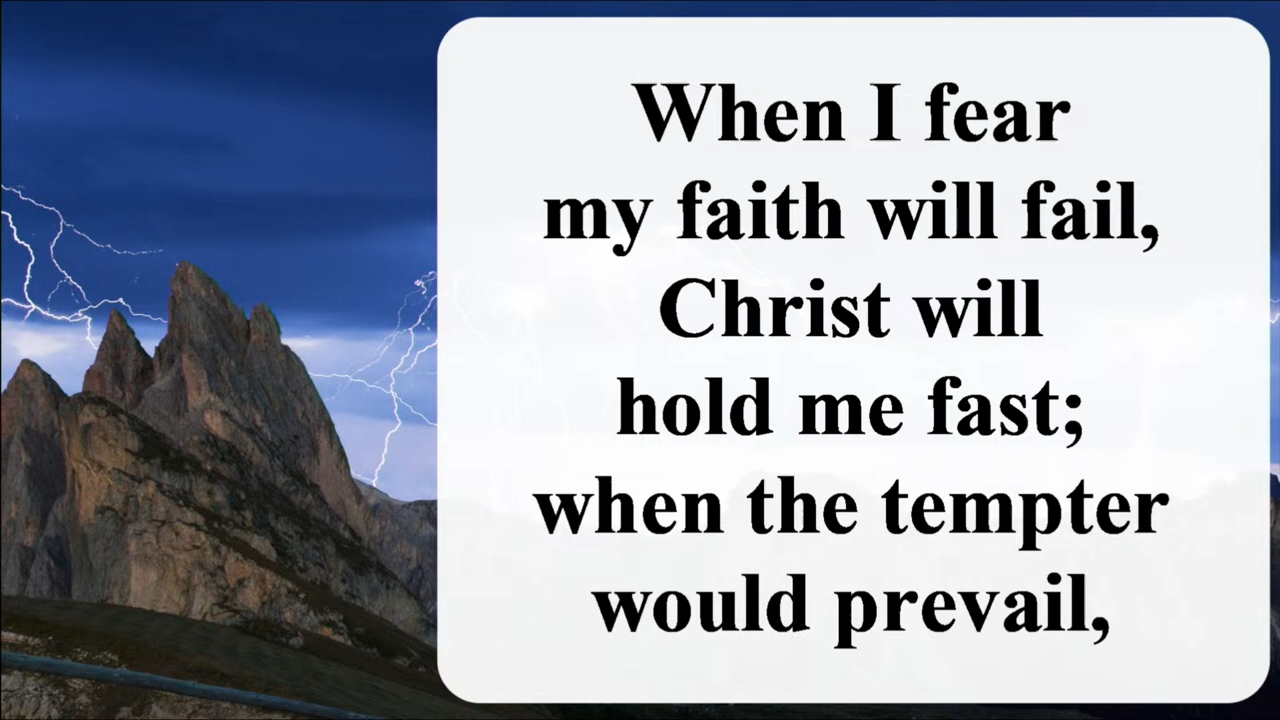 When I fear
my faith will fail,
Christ will
hold me fast;
when the tempter
would prevail,